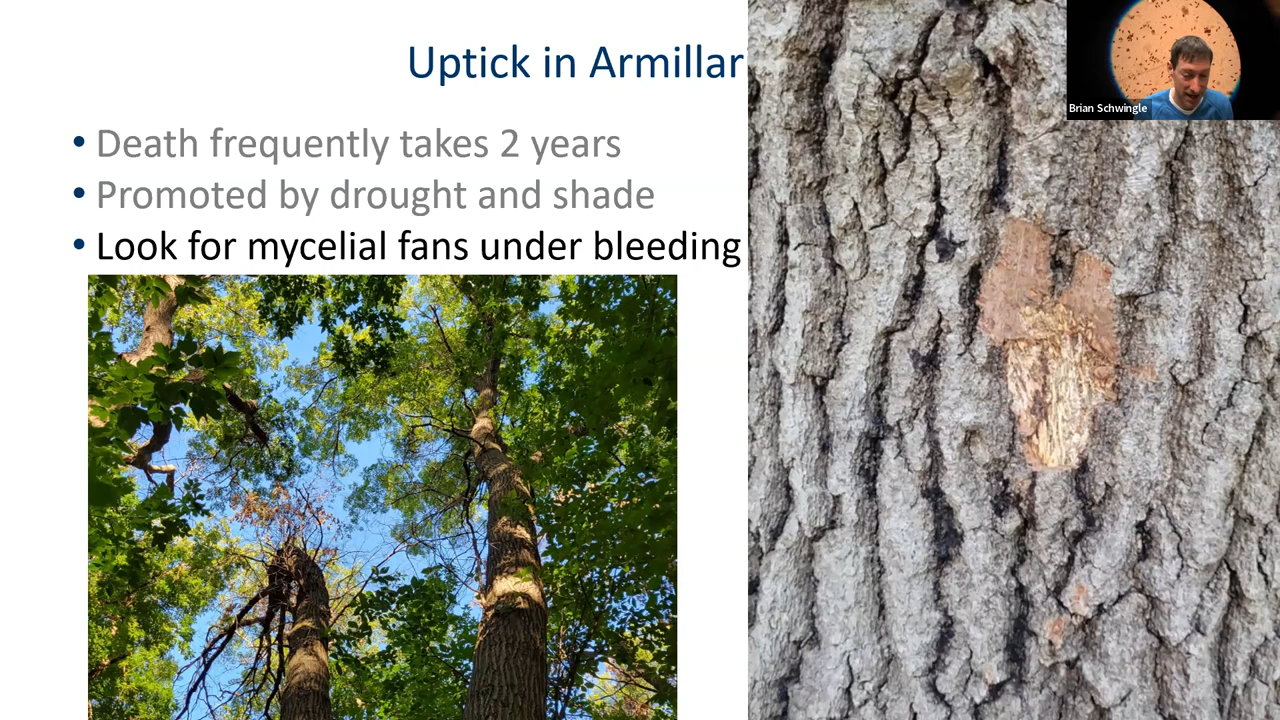 Uptick in Armillar
• Death frequently takes 2 years
• Promoted by drought and shade
• Look for mycelial fans under bleeding
Brian Schwingle